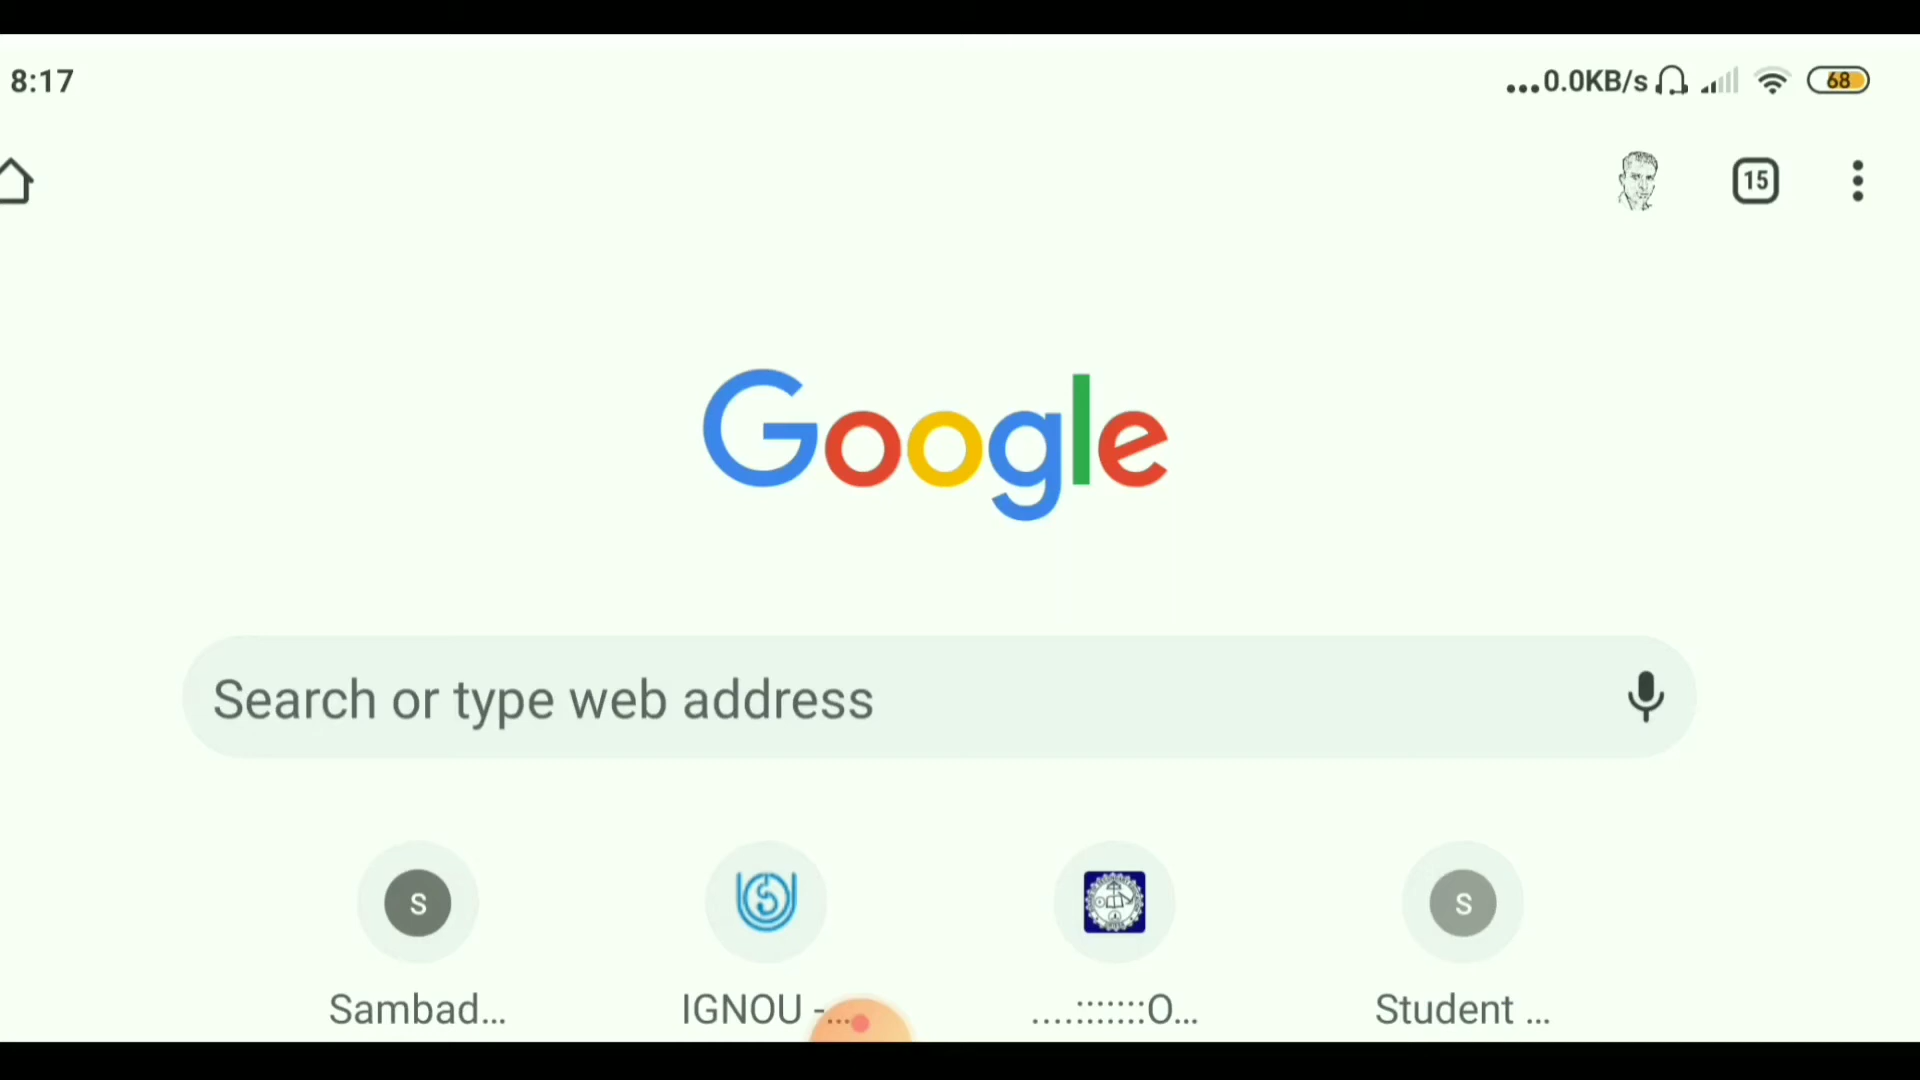 8:17
...0.0KB/s 68
15
Google
Search or type web address
S
S
Sambad...
IGNOU -...
....:::::::O...
Student ...